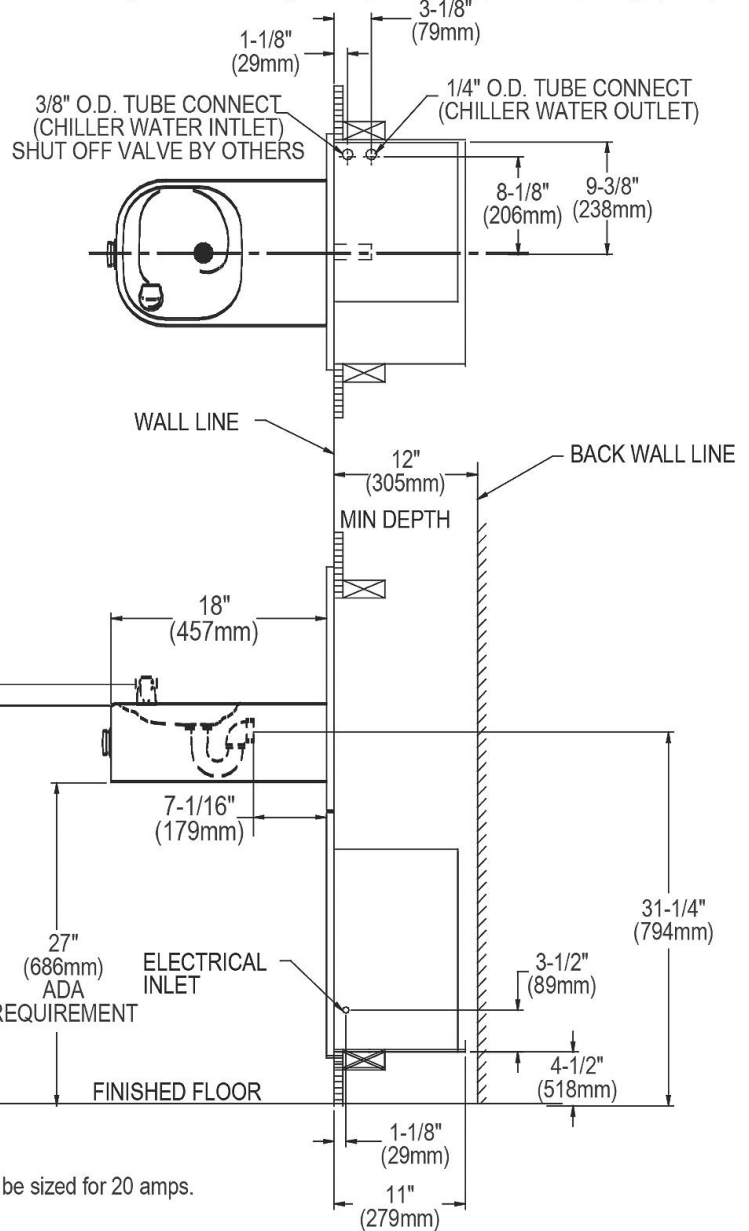 3-1/8"
(79mm)
1-1/8"
(29mm)
3/8" O.D. TUBE CONNECT
(CHILLER WATER INTLET)
SHUT OFF VALVE BY OTHERS
1/4" O.D. TUBE CONNECT
(CHILLER WATER OUTLET)
8-1/8"
(206mm)
9-3/8"
(238mm)
WALL LINE
12"
(305mm)
MIN DEPTH
BACK WALL LINE
18"
(457mm)
7-1/16"
(179mm)
27"
(686mm)
ADA
REQUIREMENT
ELECTRICAL
INLET
31-1/4"
(794mm)
3-1/2"
(89mm)
4-1/2"
(518mm)
FINISHED FLOOR
1-1/8"
(29mm)
be sized for 20 amps.
11"
(279mm)